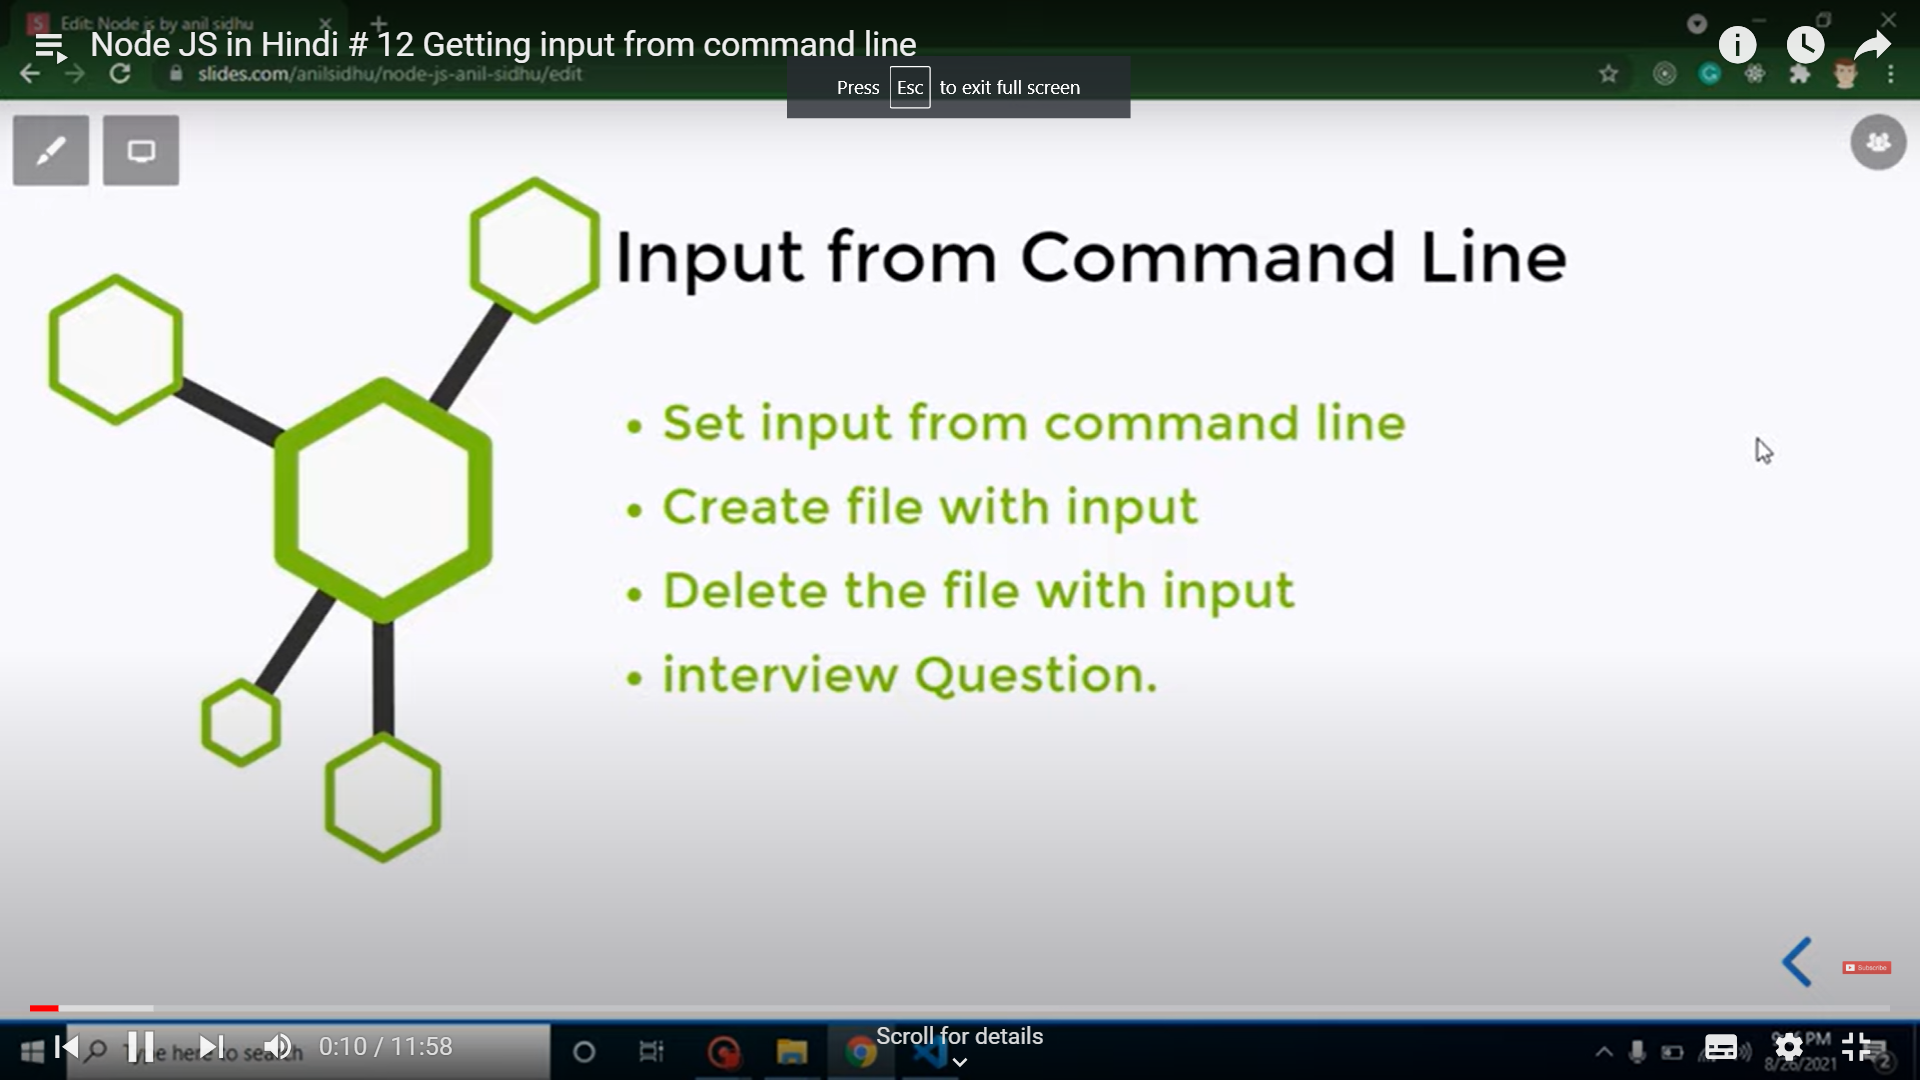 Edit: Node js by anil sidhu
Node JS in Hindi # 12 Getting input from command line
slides.com/anilsidhu/node-js-anil-sidhu/edit
Press Esc to exit full screen
Input from Command Line
• Set input from command line
• Create file with input
• Delete the file with input
• interview Question.
Subscribe
Scroll for details
Type here to search
0:10 / 11:58
PM
8/26/2021
2